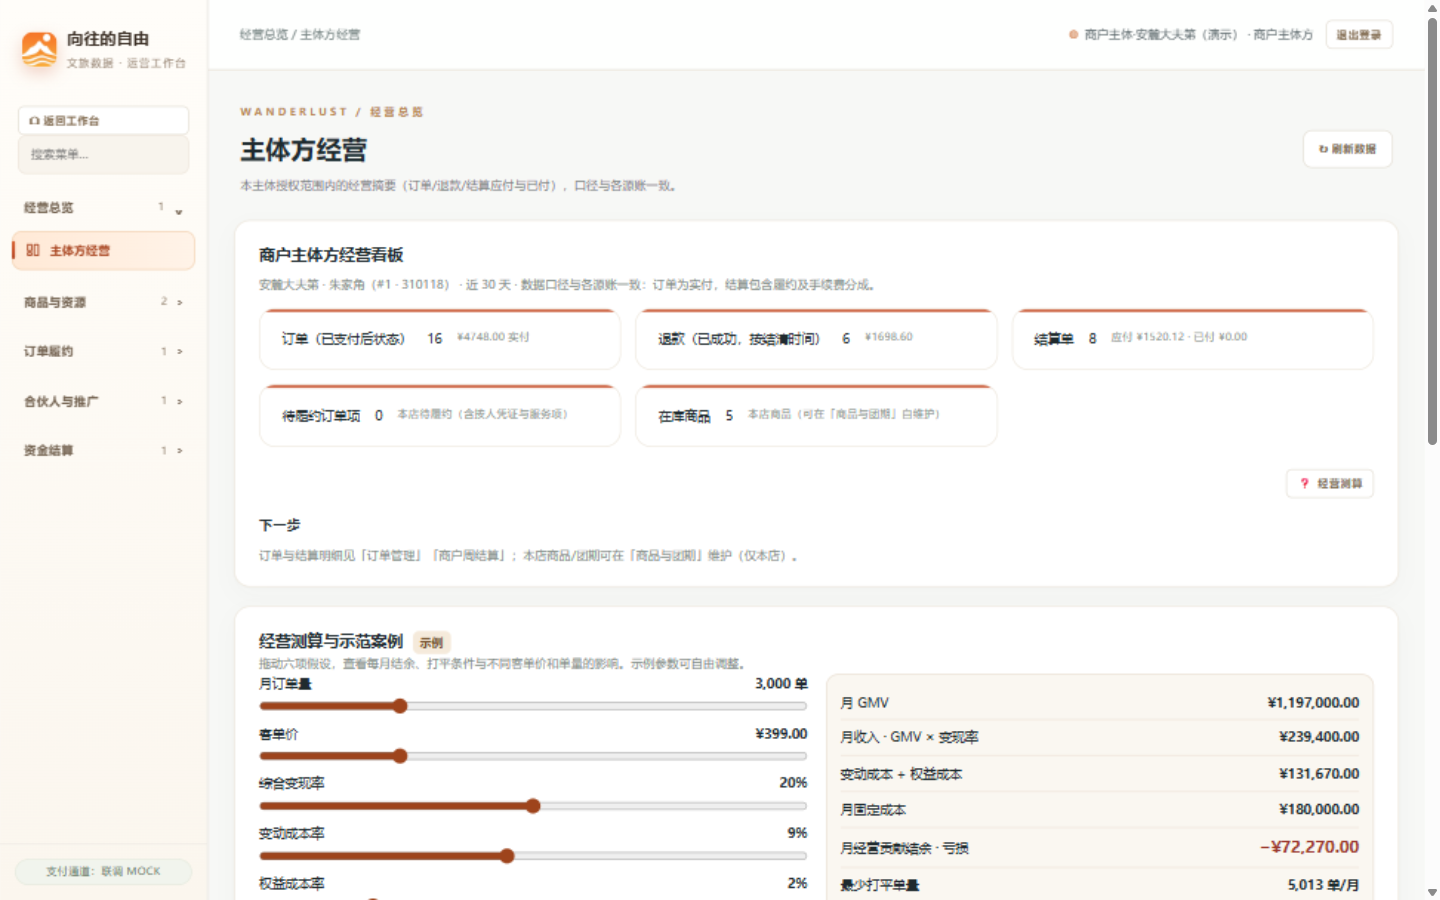 向往的自由
文旅数据 · 运营工作台
返回工作台
搜索菜单...
经营总览 1
主体方经营
商品与资源 2
订单履约 1
合伙人与推广 1
资金结算 1
支付通道：联调 MOCK
经营总览 / 主体方经营
商户主体·安麓大夫第（演示） · 商户主体方
退出登录
WANDERLUST / 经营总览
主体方经营
刷新数据
本主体授权范围内的经营摘要（订单/退款/结算应付与已付），口径与各源账一致。
商户主体方经营看板
安麓大夫第 · 朱家角（#1 · 310118） · 近 30 天 · 数据口径与各源账一致：订单为实付，结算包含履约及手续费分成。
订单（已支付后状态） 16 ¥4748.00 实付
退款（已成功，按结清时间） 6 ¥1698.60
结算单 8 应付 ¥1520.12 · 已付 ¥0.00
待履约订单项 0 本店待履约（含按人凭证与服务项）
在库商品 5 本店商品（可在「商品与团期」自维护）
? 经营测算
下一步
订单与结算明细见「订单管理」「商户周结算」；本店商品/团期可在「商品与团期」维护（仅本店）。
经营测算与示范案例 示例
拖动六项假设，查看每月结余、打平条件与不同客单价和单量的影响。示例参数可自由调整。
月订单量 3,000 单
客单价 ¥399.00
综合变现率 20%
变动成本率 9%
权益成本率 2%
月 GMV ¥1,197,000.00
月收入 · GMV × 变现率 ¥239,400.00
变动成本 + 权益成本 ¥131,670.00
月固定成本 ¥180,000.00
月经营贡献结余 · 亏损 −¥72,270.00
最少打平单量 5,013 单/月